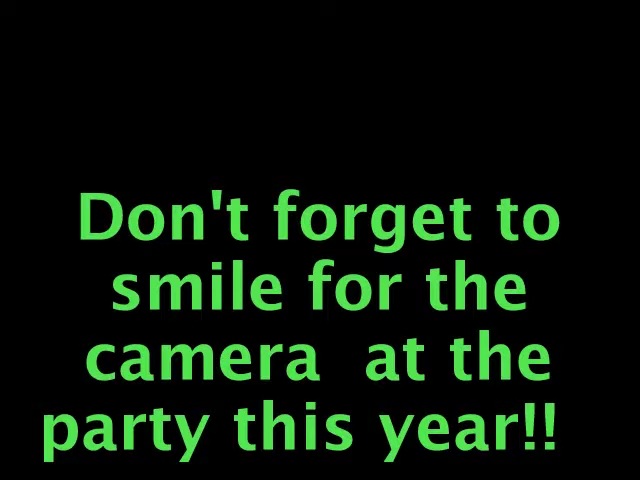 Don't forget to
smile for the
camera  at the
party this year!!